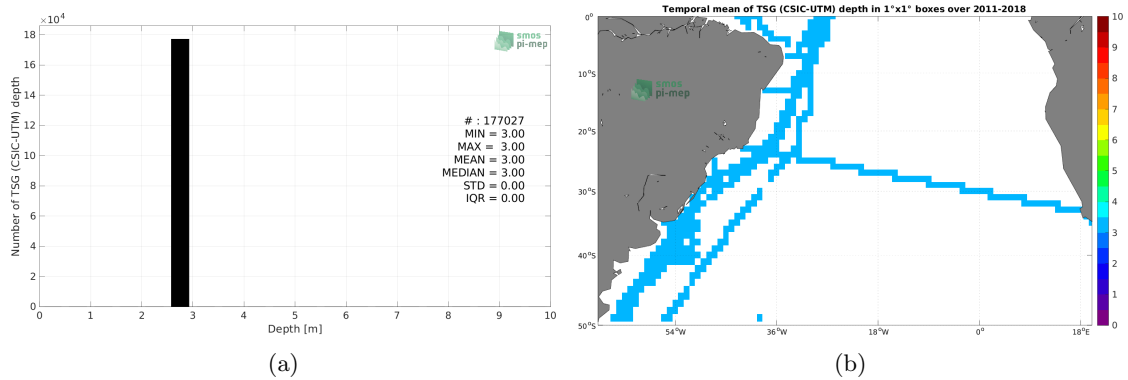 ×10⁴
18
16
14
12
10
8
6
4
2
0
Number of TSG (CSIC-UTM) depth
0 1 2 3 4 5 6 7 8 9 10
Depth [m]
smos
pi-mep
# : 177027
MIN = 3.00
MAX = 3.00
MEAN = 3.00
MEDIAN = 3.00
STD = 0.00
IQR = 0.00
(a)
Temporal mean of TSG (CSIC-UTM) depth in 1°x1° boxes over 2011-2018
0°
10°S
20°S
30°S
40°S
50°S
54°W 36°W 18°W 0° 18°E
smos
pi-mep
10
9
8
7
6
5
4
3
2
1
0
(b)